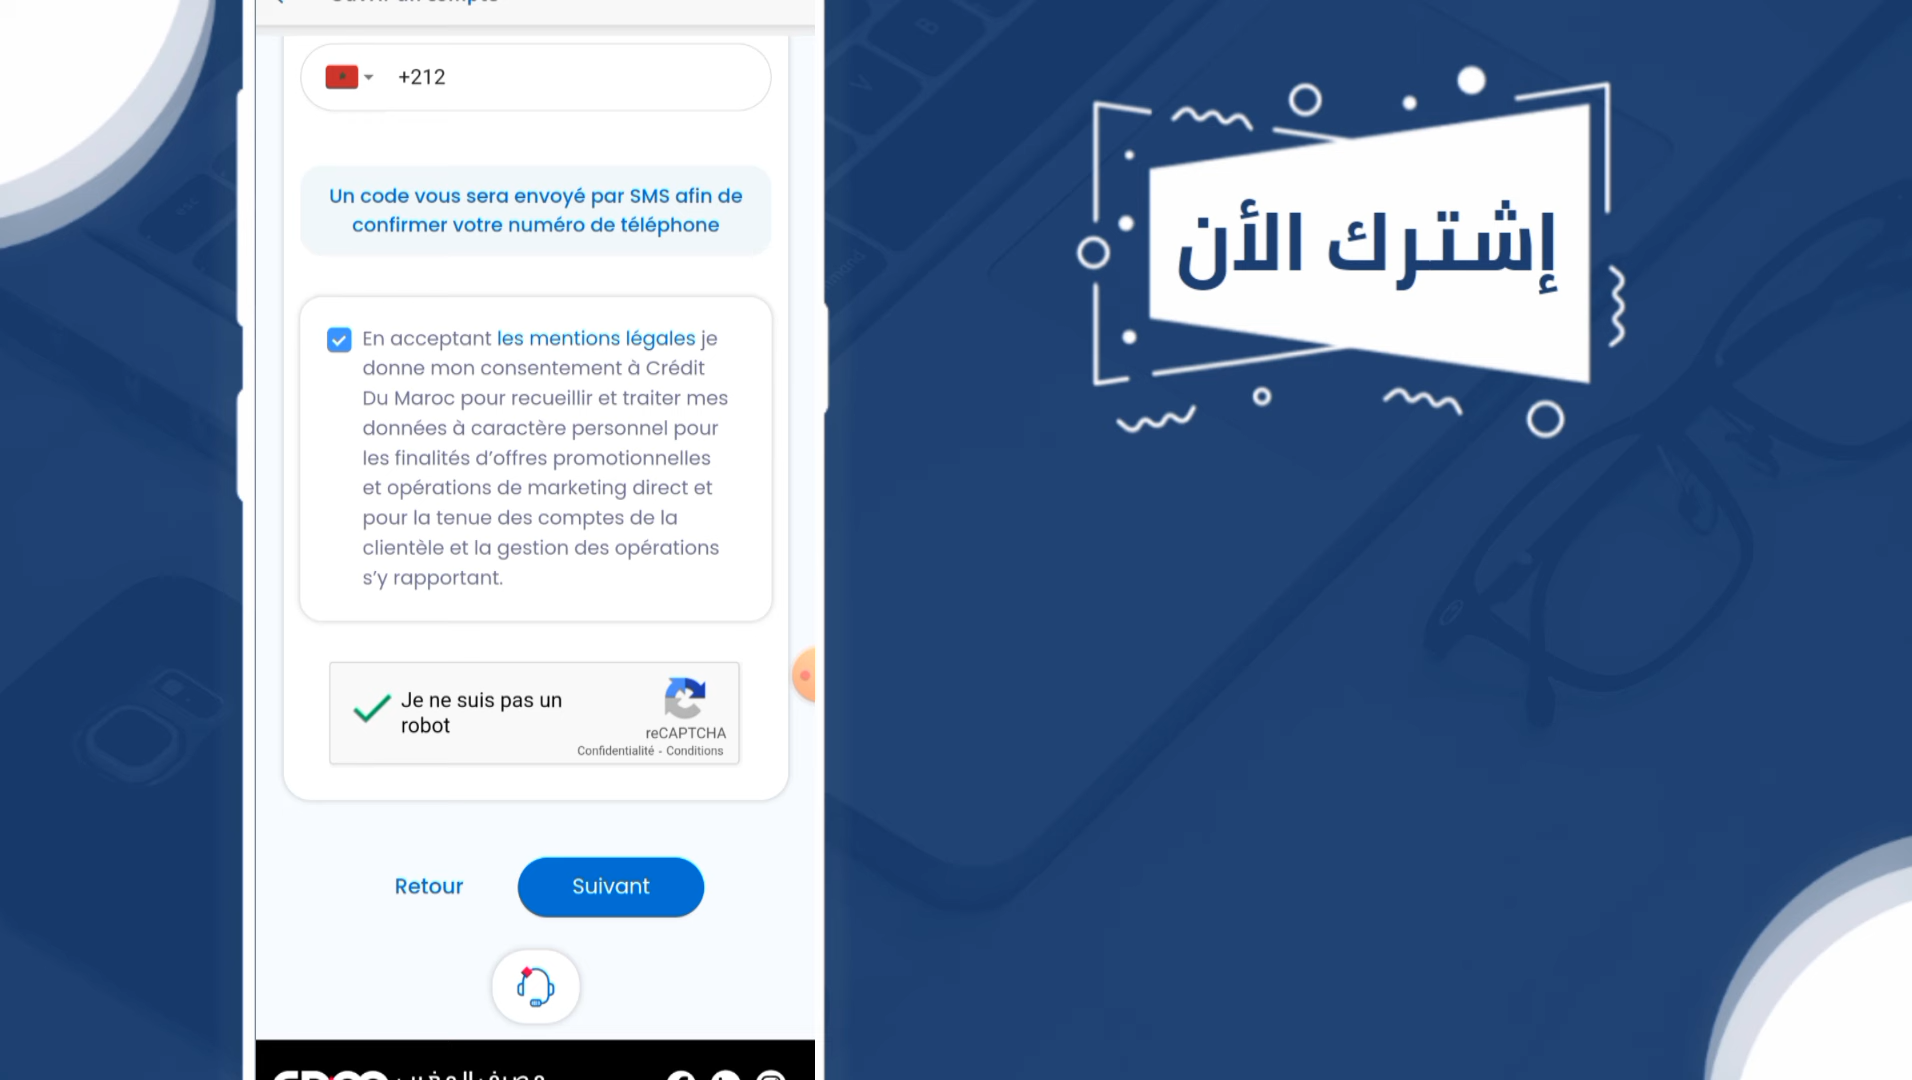 Ouvrir un compte
+212
Un code vous sera envoyé par SMS afin de
confirmer votre numéro de téléphone
En acceptant les mentions légales je
donne mon consentement à Crédit
Du Maroc pour recueillir et traiter mes
données à caractère personnel pour
les finalités d’offres promotionnelles
et opérations de marketing direct et
pour la tenue des comptes de la
clientèle et la gestion des opérations
s’y rapportant.
Je ne suis pas un
robot
reCAPTCHA
Confidentialité - Conditions
Retour
Suivant
إشترك الأن